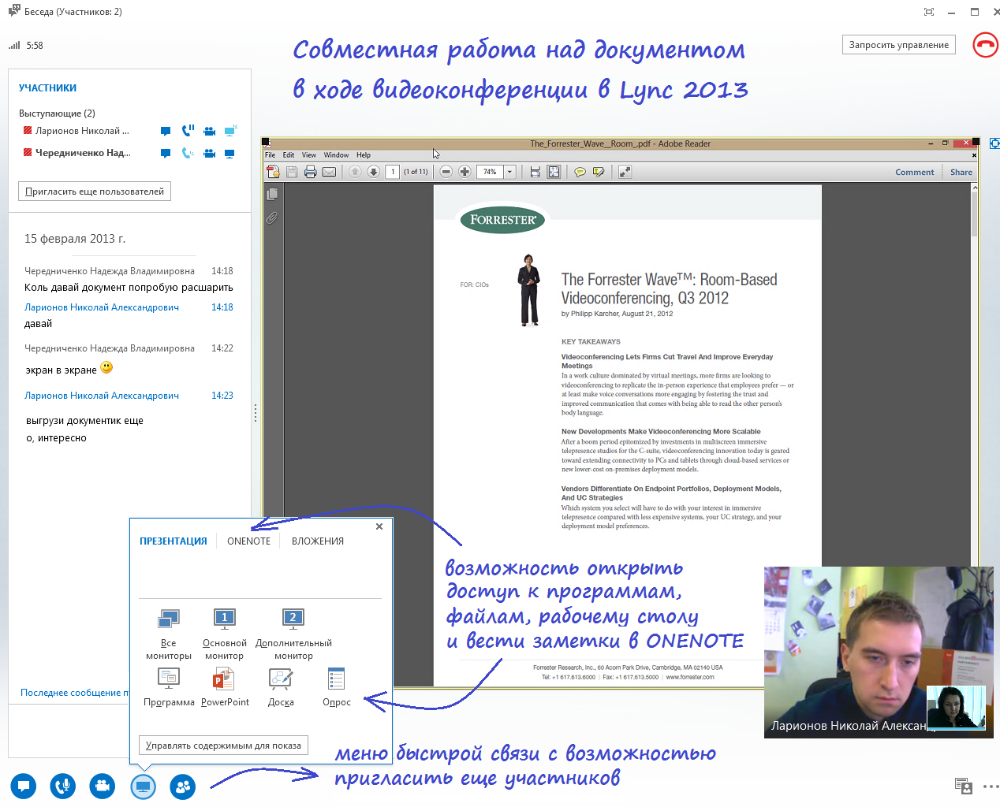 Беседа (Участников: 2)
5:58
Совместная работа над документом
в ходе видеоконференции в Lync 2013
Запросить управление
УЧАСТНИКИ
Выступающие (2)
Ларионов Николай ...
Чередниченко Над...
Пригласить еще пользователей
15 февраля 2013 г.
Чередниченко Надежда Владимировна 14:18
Коль давай документ попробую расшарить
Ларионов Николай Александрович 14:18
давай
Чередниченко Надежда Владимировна 14:22
экран в экране
Ларионов Николай Александрович 14:23
выгрузи документик еще
о, интересно
Последнее сообщение
The_Forrester_Wave__Room_.pdf - Adobe Reader
File Edit View Window Help
1 (1 of 11) 74% Comment Share
FORRESTER®
FOR: CIOs
The Forrester Wave™: Room-Based
Videoconferencing, Q3 2012
by Philipp Karcher, August 21, 2012
KEY TAKEAWAYS
Videoconferencing Lets Firms Cut Travel And Improve Everyday
Meetings
In a work culture dominated by virtual meetings, more firms are looking to
videoconferencing to replicate the in-person experience that employees prefer — or
at least make voice conversations more engaging by fostering the trust and
improved communication that comes with being able to read the other person's
body language.
New Developments Make Videoconferencing More Scalable
After a boom period epitomized by investments in multiscreen immersive
telepresence studios for the C-suite, videoconferencing innovation today is geared
toward extending connectivity to PCs and tablets through cloud-based services or
new lower-cost on-premises deployment models.
Vendors Differentiate On Endpoint Portfolios, Deployment Models,
And UC Strategies
Which system you select will have to do with your interest in immersive
telepresence compared with less expensive systems, your UC strategy, and your
deployment model preferences.
Forrester Research, Inc., 60 Acorn Park Drive, Cambridge, MA 02140 USA
Tel: +1 617.613.6000 | Fax: +1 617.613.5000 | www.forrester.com
возможность открыть
доступ к программам,
файлам, рабочему столу
и вести заметки в ONENOTE
ПРЕЗЕНТАЦИЯ ONENOTE ВЛОЖЕНИЯ
1 2
Все Основной Дополнительный
мониторы монитор монитор
Программа PowerPoint Доска Опрос
Управлять содержимым для показа
Ларионов Николай Алексан
меню быстрой связи с возможностью
пригласить еще участников